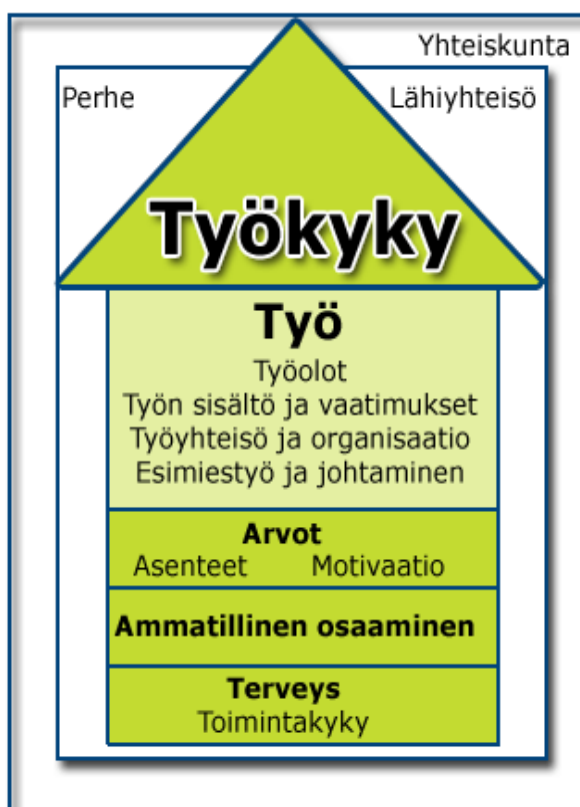 Yhteiskunta
Perhe Lähiyhteisö
Työkyky
Työ
Työolot
Työn sisältö ja vaatimukset
Työyhteisö ja organisaatio
Esimiestyö ja johtaminen
Arvot
Asenteet Motivaatio
Ammatillinen osaaminen
Terveys
Toimintakyky